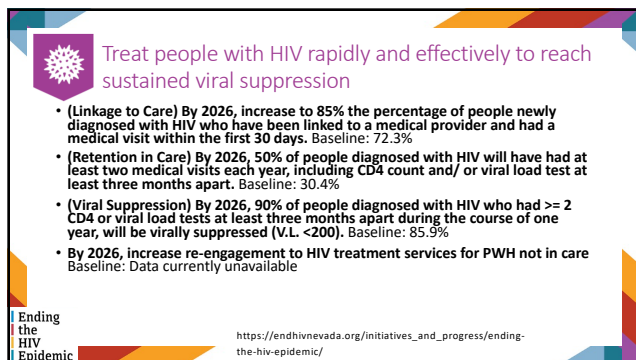 Treat people with HIV rapidly and effectively to reach
sustained viral suppression
• (Linkage to Care) By 2026, increase to 85% the percentage of people newly
diagnosed with HIV who have been linked to a medical provider and had a
medical visit within the first 30 days. Baseline: 72.3%
• (Retention in Care) By 2026, 50% of people diagnosed with HIV will have had at
least two medical visits each year, including CD4 count and/ or viral load test at
least three months apart. Baseline: 30.4%
• (Viral Suppression) By 2026, 90% of people diagnosed with HIV who had >= 2
CD4 or viral load tests at least three months apart during the course of one
year, will be virally suppressed (V.L. <200). Baseline: 85.9%
• By 2026, increase re-engagement to HIV treatment services for PWH not in care
Baseline: Data currently unavailable
Ending
the
HIV
Epidemic
https://endhivnevada.org/initiatives_and_progress/ending-
the-hiv-epidemic/